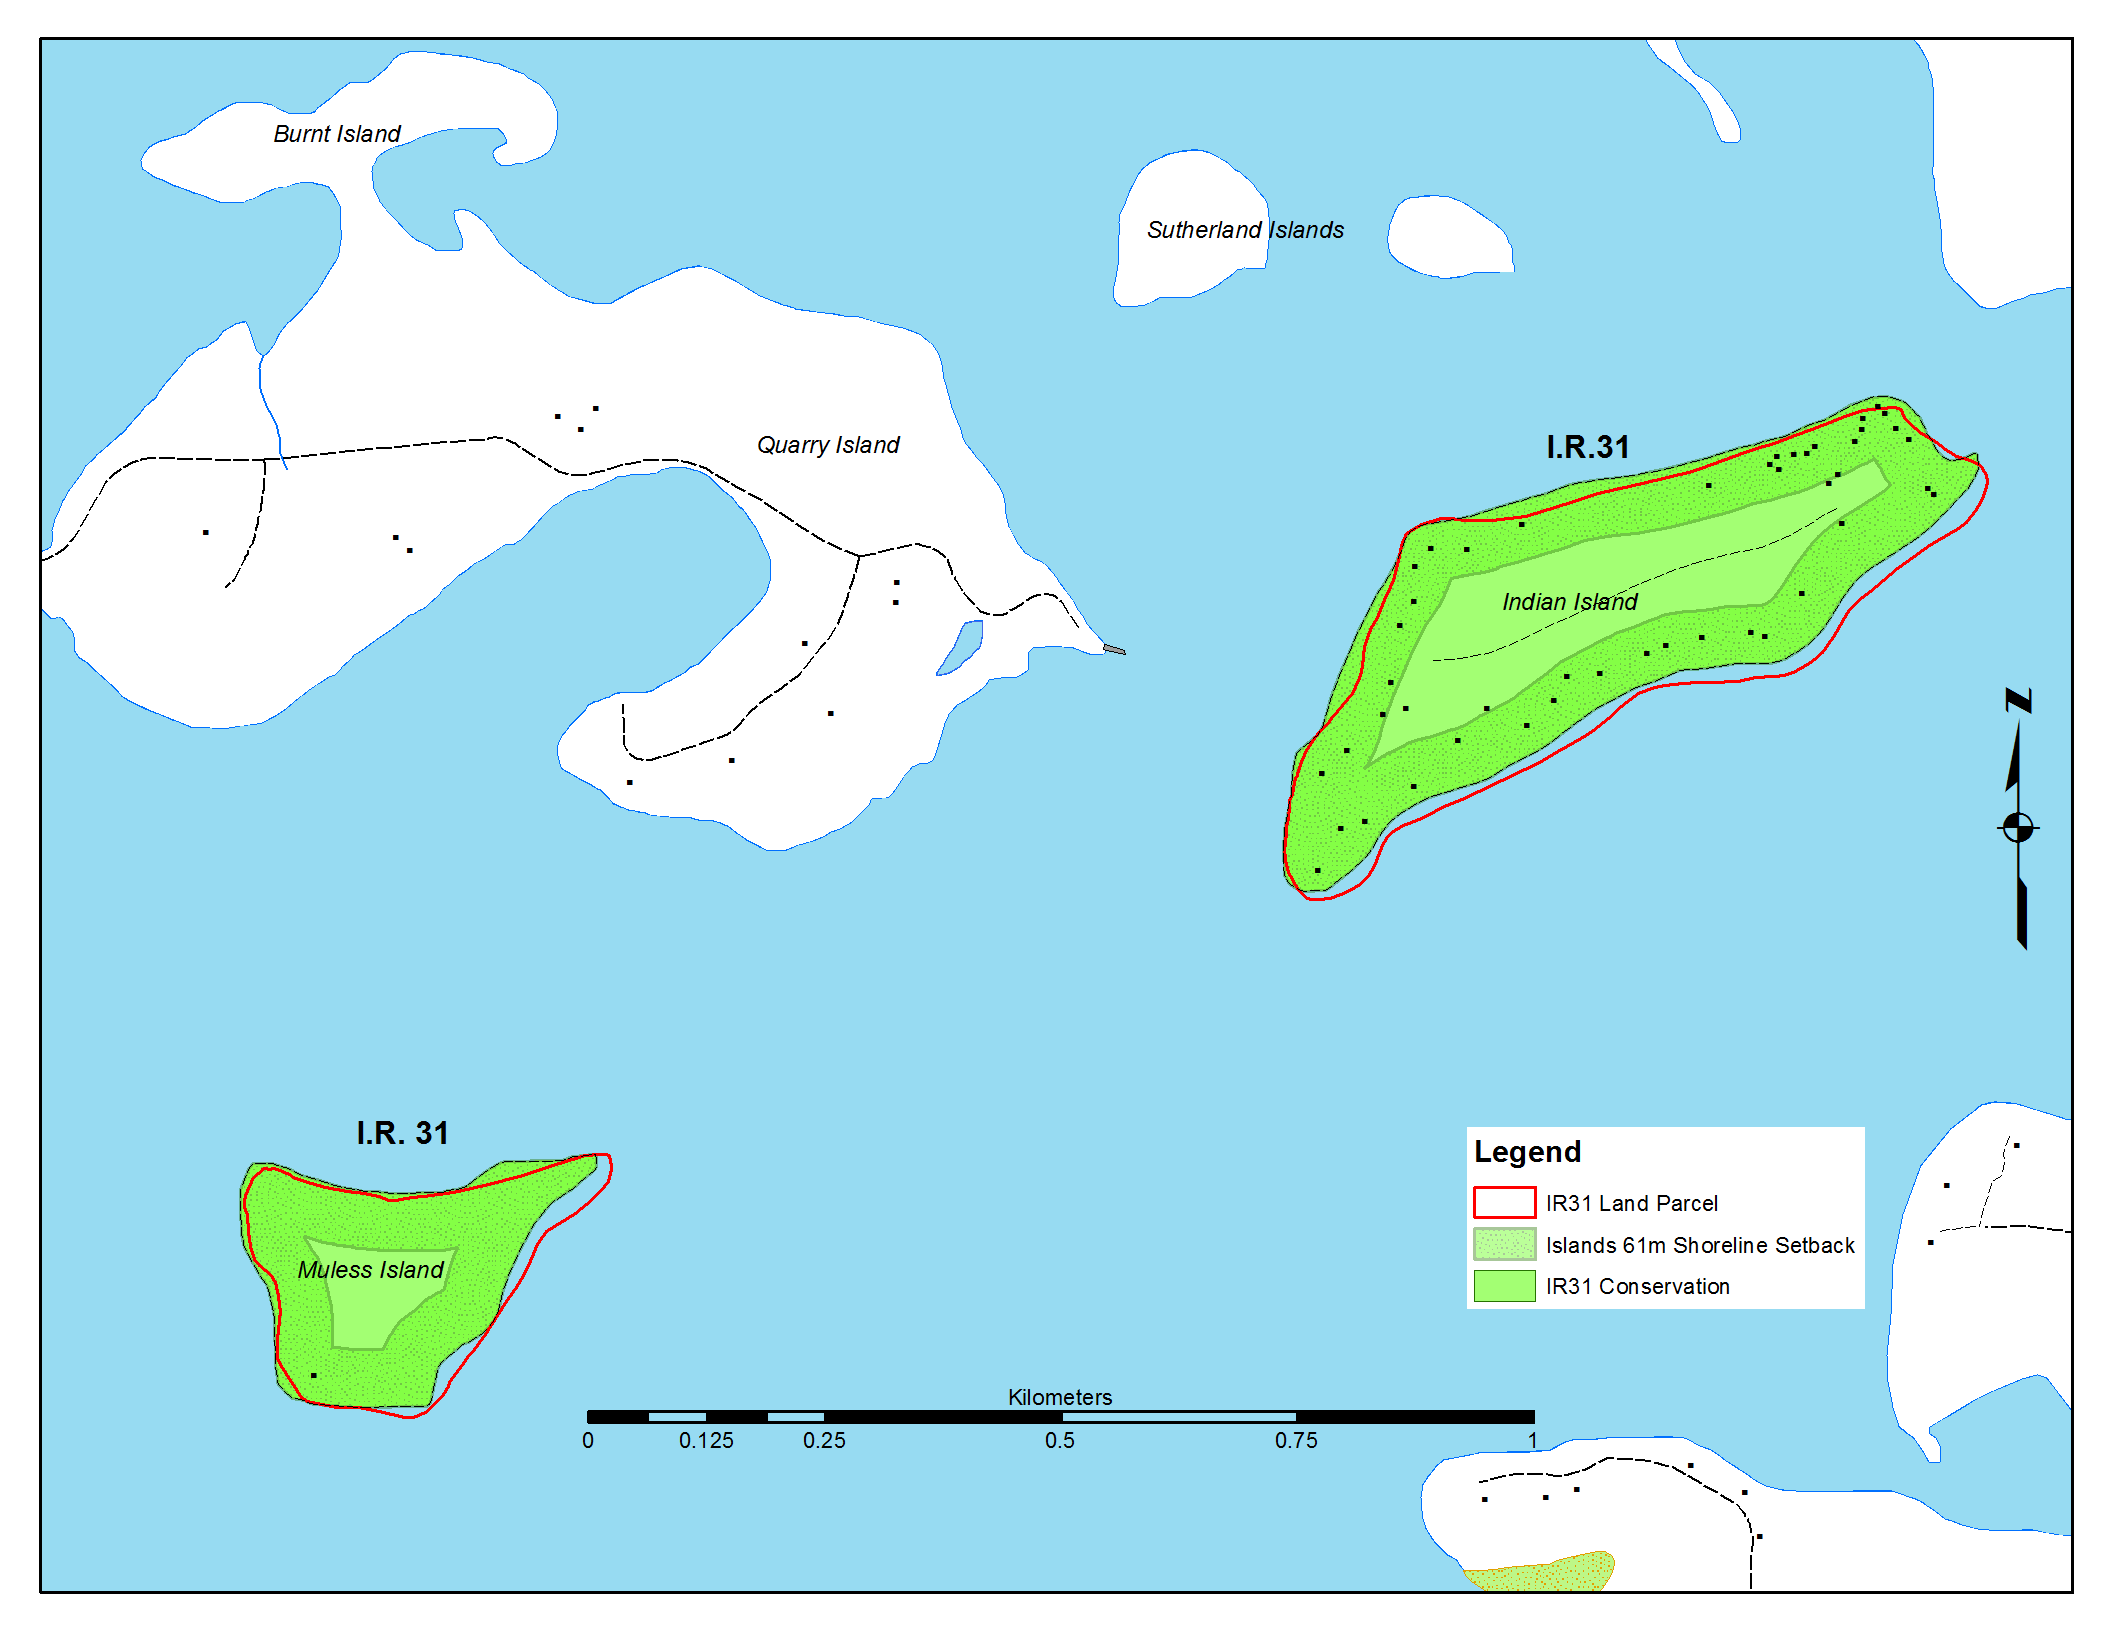 Burnt Island
Sutherland Islands
Quarry Island
I.R.31
Indian Island
N
I.R. 31
Muless Island
Legend
IR31 Land Parcel
Islands 61m Shoreline Setback
IR31 Conservation
Kilometers
0 0.125 0.25 0.5 0.75 1